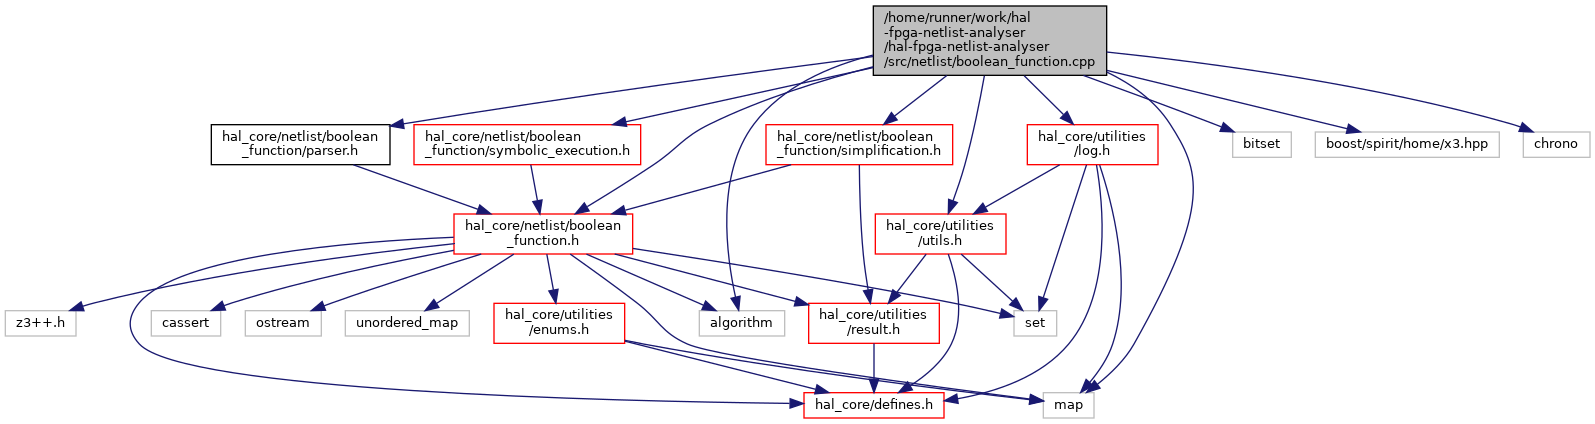 /home/runner/work/hal
-fpga-netlist-analyser
/hal-fpga-netlist-analyser
/src/netlist/boolean_function.cpp
hal_core/netlist/boolean
_function/parser.h
hal_core/netlist/boolean
_function/symbolic_execution.h
hal_core/netlist/boolean
_function/simplification.h
hal_core/utilities
/log.h
bitset
boost/spirit/home/x3.hpp
chrono
hal_core/netlist/boolean
_function.h
hal_core/utilities
/utils.h
z3++.h
cassert
ostream
unordered_map
hal_core/utilities
/enums.h
algorithm
hal_core/utilities
/result.h
set
hal_core/defines.h
map